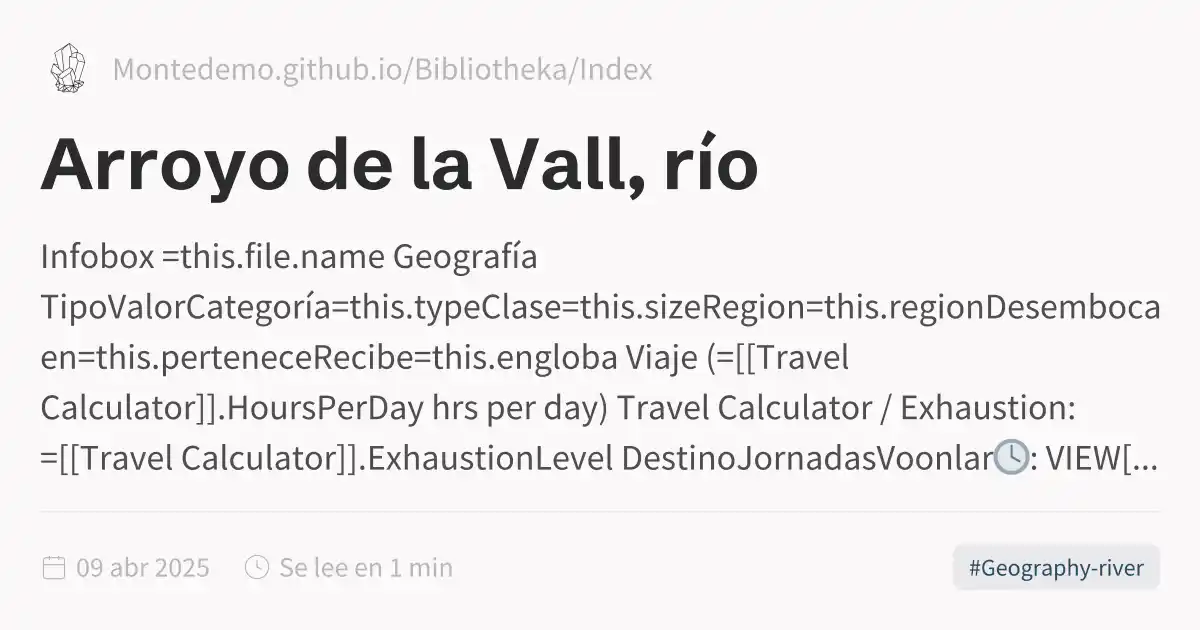 Montedemo.github.io/Bibliotheka/Index
Arroyo de la Vall, río
Infobox =this.file.name Geografía
TipoValorCategoría=this.typeClase=this.sizeRegion=this.regionDesemboca
en=this.perteneceRecibe=this.engloba Viaje (=[[Travel
Calculator]].HoursPerDay hrs per day) Travel Calculator / Exhaustion:
=[[Travel Calculator]].ExhaustionLevel DestinoJornadasVoonlar🕓: VIEW[...
09 abr 2025 Se lee en 1 min #Geography-river